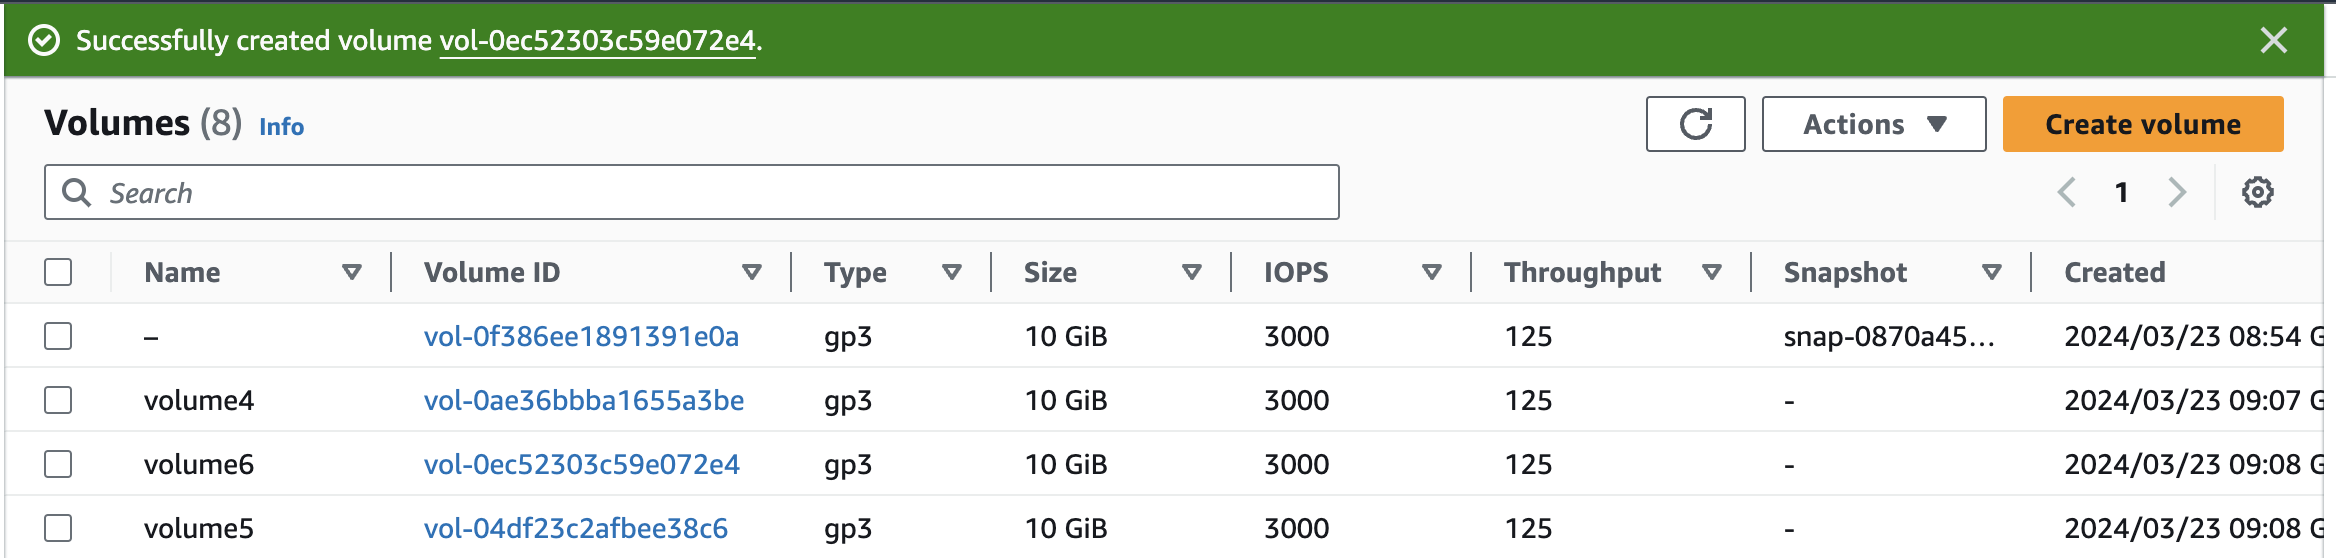 Successfully created volume vol-0ec52303c59e072e4.
Volumes (8) Info
Actions
Create volume
Search
1
Name Volume ID Type Size IOPS Throughput Snapshot Created
– vol-0f386ee1891391e0a gp3 10 GiB 3000 125 snap-0870a45... 2024/03/23 08:54 G
volume4 vol-0ae36bbba1655a3be gp3 10 GiB 3000 125 - 2024/03/23 09:07 G
volume6 vol-0ec52303c59e072e4 gp3 10 GiB 3000 125 - 2024/03/23 09:08 G
volume5 vol-04df23c2afbee38c6 gp3 10 GiB 3000 125 - 2024/03/23 09:08 G